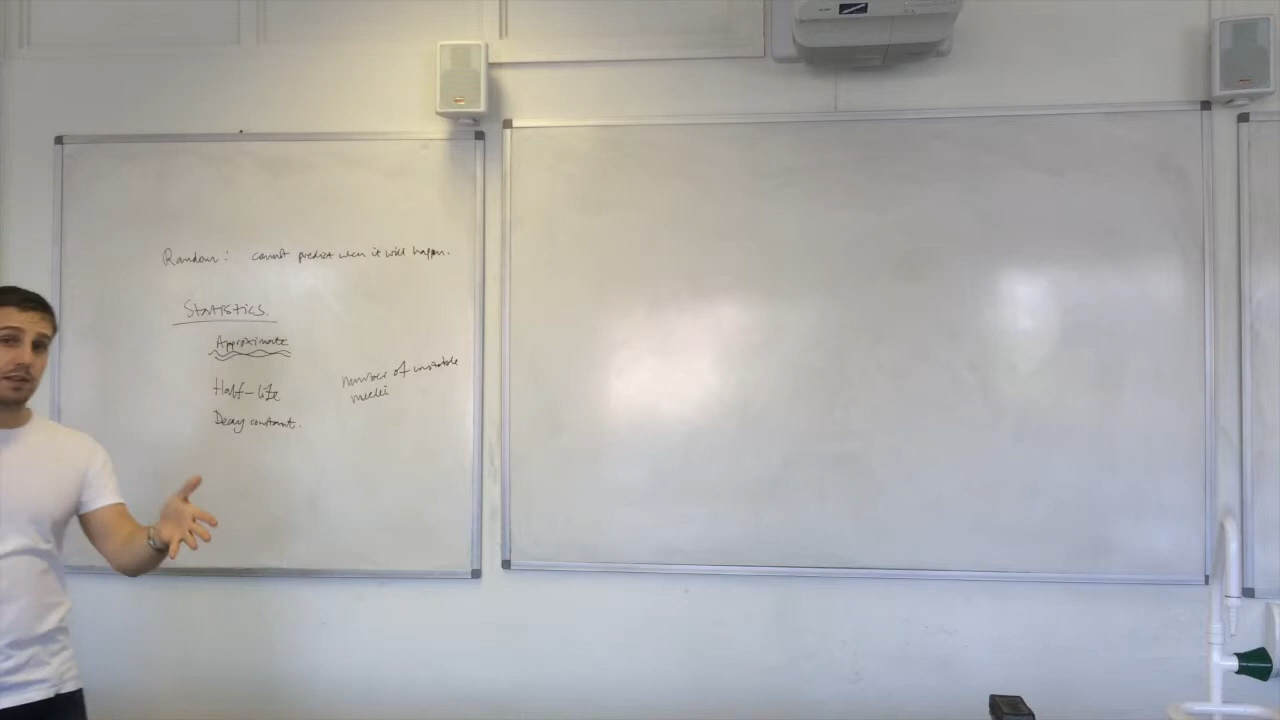 Random: cannot predict when it will happen.
Statistics.
Approximate
Half-life
Decay constant.
number of unstable
nuclei